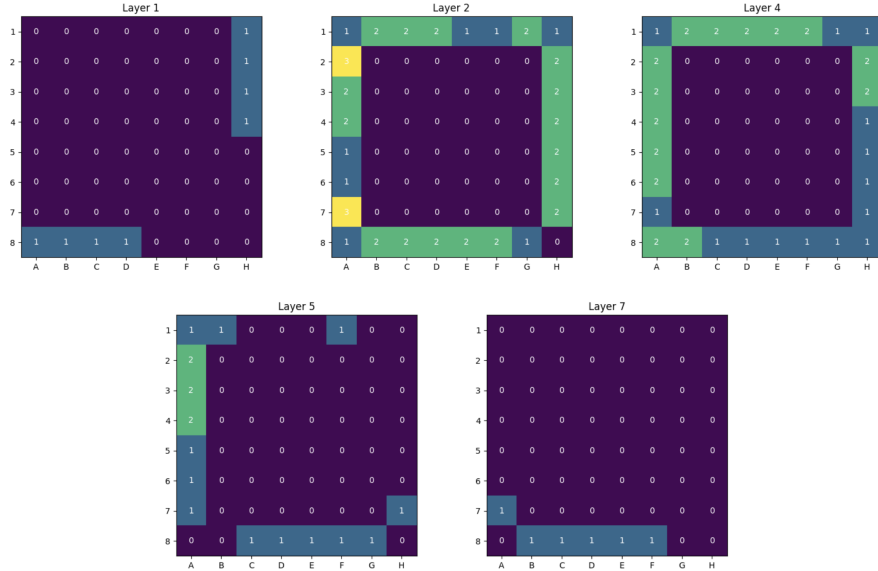 Layer 1
1 0 0 0 0 0 0 0 1
2 0 0 0 0 0 0 0 1
3 0 0 0 0 0 0 0 1
4 0 0 0 0 0 0 0 1
5 0 0 0 0 0 0 0 0
6 0 0 0 0 0 0 0 0
7 0 0 0 0 0 0 0 0
8 1 1 1 1 0 0 0 0
A B C D E F G H
Layer 2
1 1 2 2 2 1 1 2 1
2 3 0 0 0 0 0 0 2
3 2 0 0 0 0 0 0 2
4 2 0 0 0 0 0 0 2
5 1 0 0 0 0 0 0 2
6 1 0 0 0 0 0 0 2
7 3 0 0 0 0 0 0 2
8 1 2 2 2 2 2 1 0
A B C D E F G H
Layer 4
1 1 2 2 2 2 2 1 1
2 2 0 0 0 0 0 0 2
3 2 0 0 0 0 0 0 2
4 2 0 0 0 0 0 0 1
5 2 0 0 0 0 0 0 1
6 2 0 0 0 0 0 0 1
7 1 0 0 0 0 0 0 1
8 2 2 1 1 1 1 1 1
A B C D E F G H
Layer 5
1 1 1 0 0 0 1 0 0
2 2 0 0 0 0 0 0 0
3 2 0 0 0 0 0 0 0
4 2 0 0 0 0 0 0 0
5 1 0 0 0 0 0 0 0
6 1 0 0 0 0 0 0 0
7 1 0 0 0 0 0 0 1
8 0 0 1 1 1 1 1 0
A B C D E F G H
Layer 7
1 0 0 0 0 0 0 0 0
2 0 0 0 0 0 0 0 0
3 0 0 0 0 0 0 0 0
4 0 0 0 0 0 0 0 0
5 0 0 0 0 0 0 0 0
6 0 0 0 0 0 0 0 0
7 1 0 0 0 0 0 0 0
8 0 1 1 1 1 1 0 0
A B C D E F G H